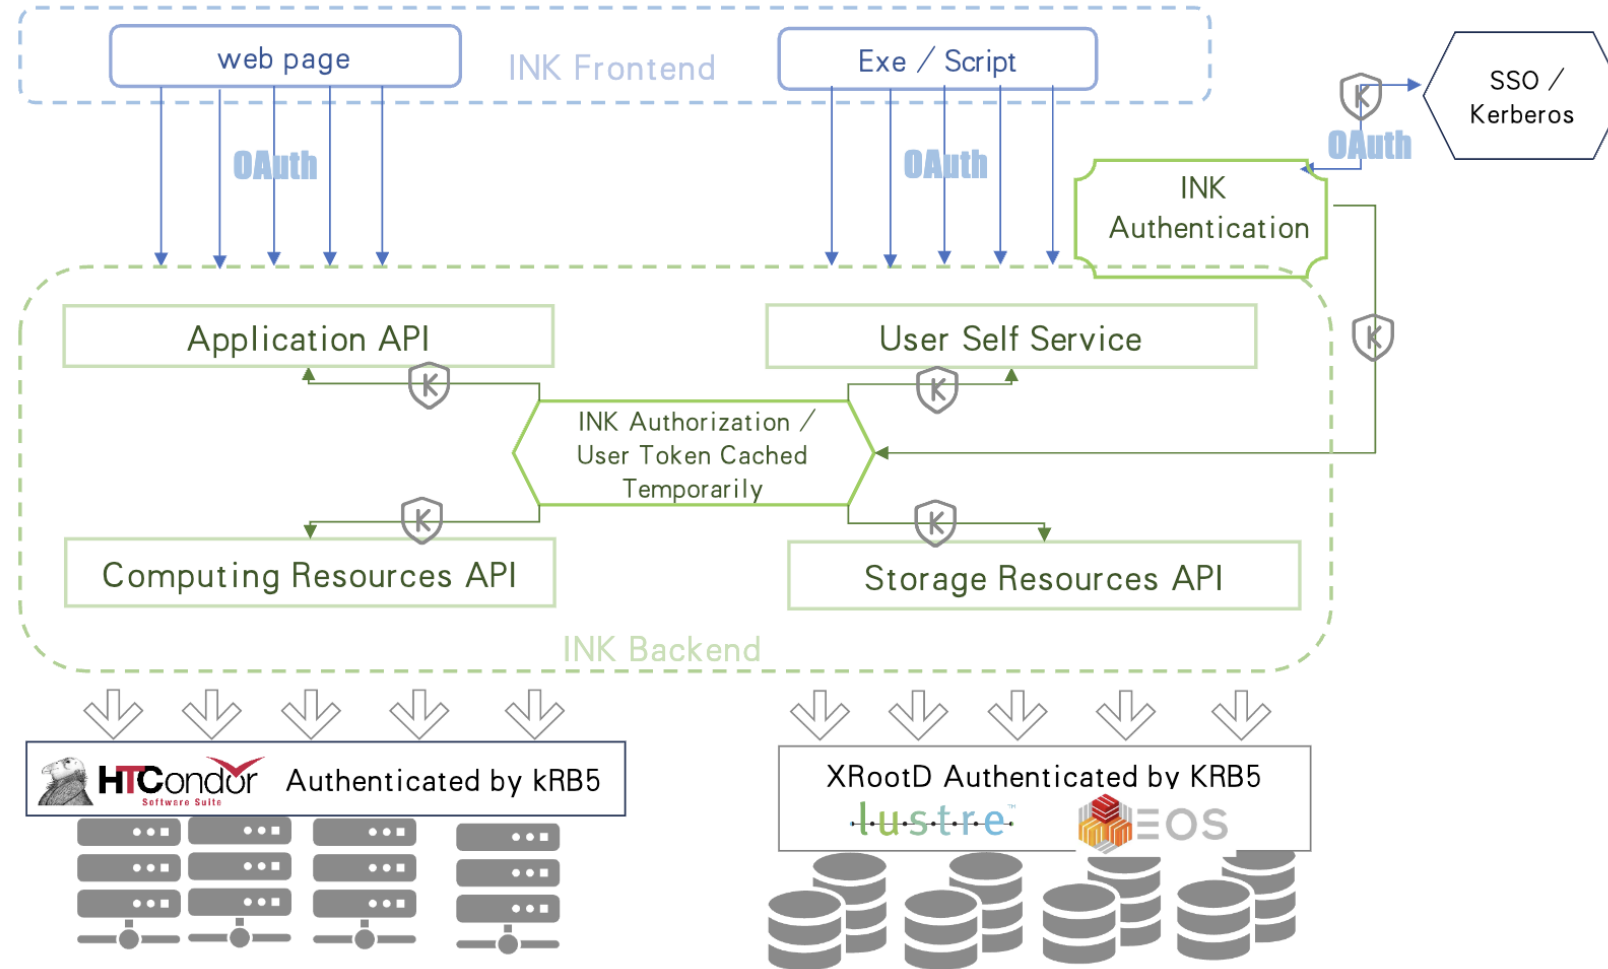 web page
INK Frontend
Exe / Script
SSO /
Kerberos
K
OAuth
OAuth
OAuth
INK
Authentication
Application API
User Self Service
K
K
K
INK Authorization /
User Token Cached
Temporarily
K
K
Computing Resources API
Storage Resources API
INK Backend
HTCondor
Software Suite
Authenticated by kRB5
XRootD Authenticated by KRB5
lustre™
EOS